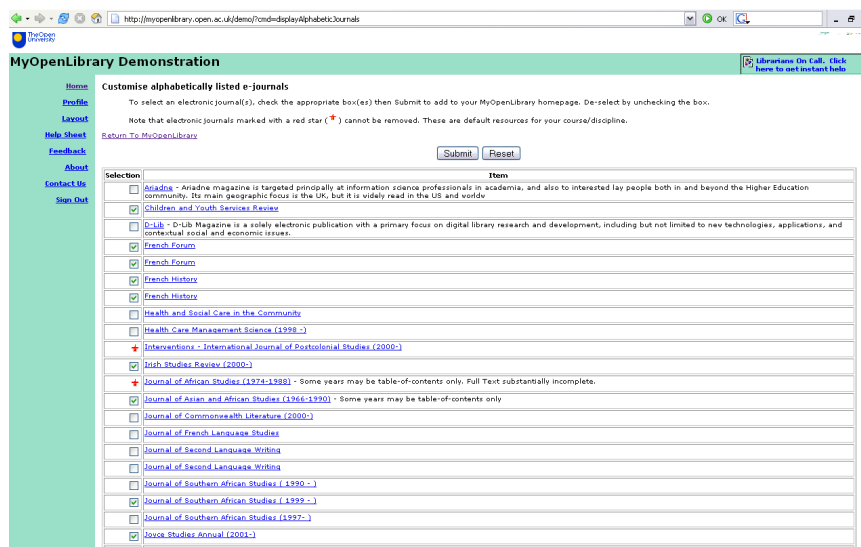 http://myopenlibrary.open.ac.uk/demo/?cmd=displayAlphabeticJournals
OK
The Open
University
MyOpenLibrary Demonstration
Librarians On Call. Click
here to get instant help
Home
Profile
Layout
Help Sheet
Feedback
About
Contact Us
Sign Out
Customise alphabetically listed e-journals
To select an electronic journal(s), check the appropriate box(es) then Submit to add to your MyOpenLibrary homepage. De-select by unchecking the box.
Note that electronic journals marked with a red star ( ) cannot be removed. These are default resources for your course/discipline.
Return To MyOpenLibrary
Submit Reset
Selection Item
Ariadne - Ariadne magazine is targeted principally at information science professionals in academia, and also to interested lay people both in and beyond the Higher Education
community. Its main geographic focus is the UK, but it is widely read in the US and worldv
Children and Youth Services Review
D-Lib - D-Lib Magazine is a solely electronic publication with a primary focus on digital library research and development, including but not limited to new technologies, applications, and
contextual social and economic issues.
French Forum
French Forum
French History
French History
Health and Social Care in the Community
Health Care Management Science (1998 -)
Interventions - International Journal of Postcolonial Studies (2000-)
Irish Studies Review (2000-)
Journal of African Studies (1974-1988) - Some years may be table-of-contents only. Full Text substantially incomplete.
Journal of Asian and African Studies (1966-1990) - Some years may be table-of-contents only
Journal of Commonwealth Literature (2000-)
Journal of French Language Studies
Journal of Second Language Writing
Journal of Second Language Writing
Journal of Southern African Studies ( 1990 - )
Journal of Southern African Studies ( 1999 - )
Journal of Southern African Studies (1997- )
Joyce Studies Annual (2001-)